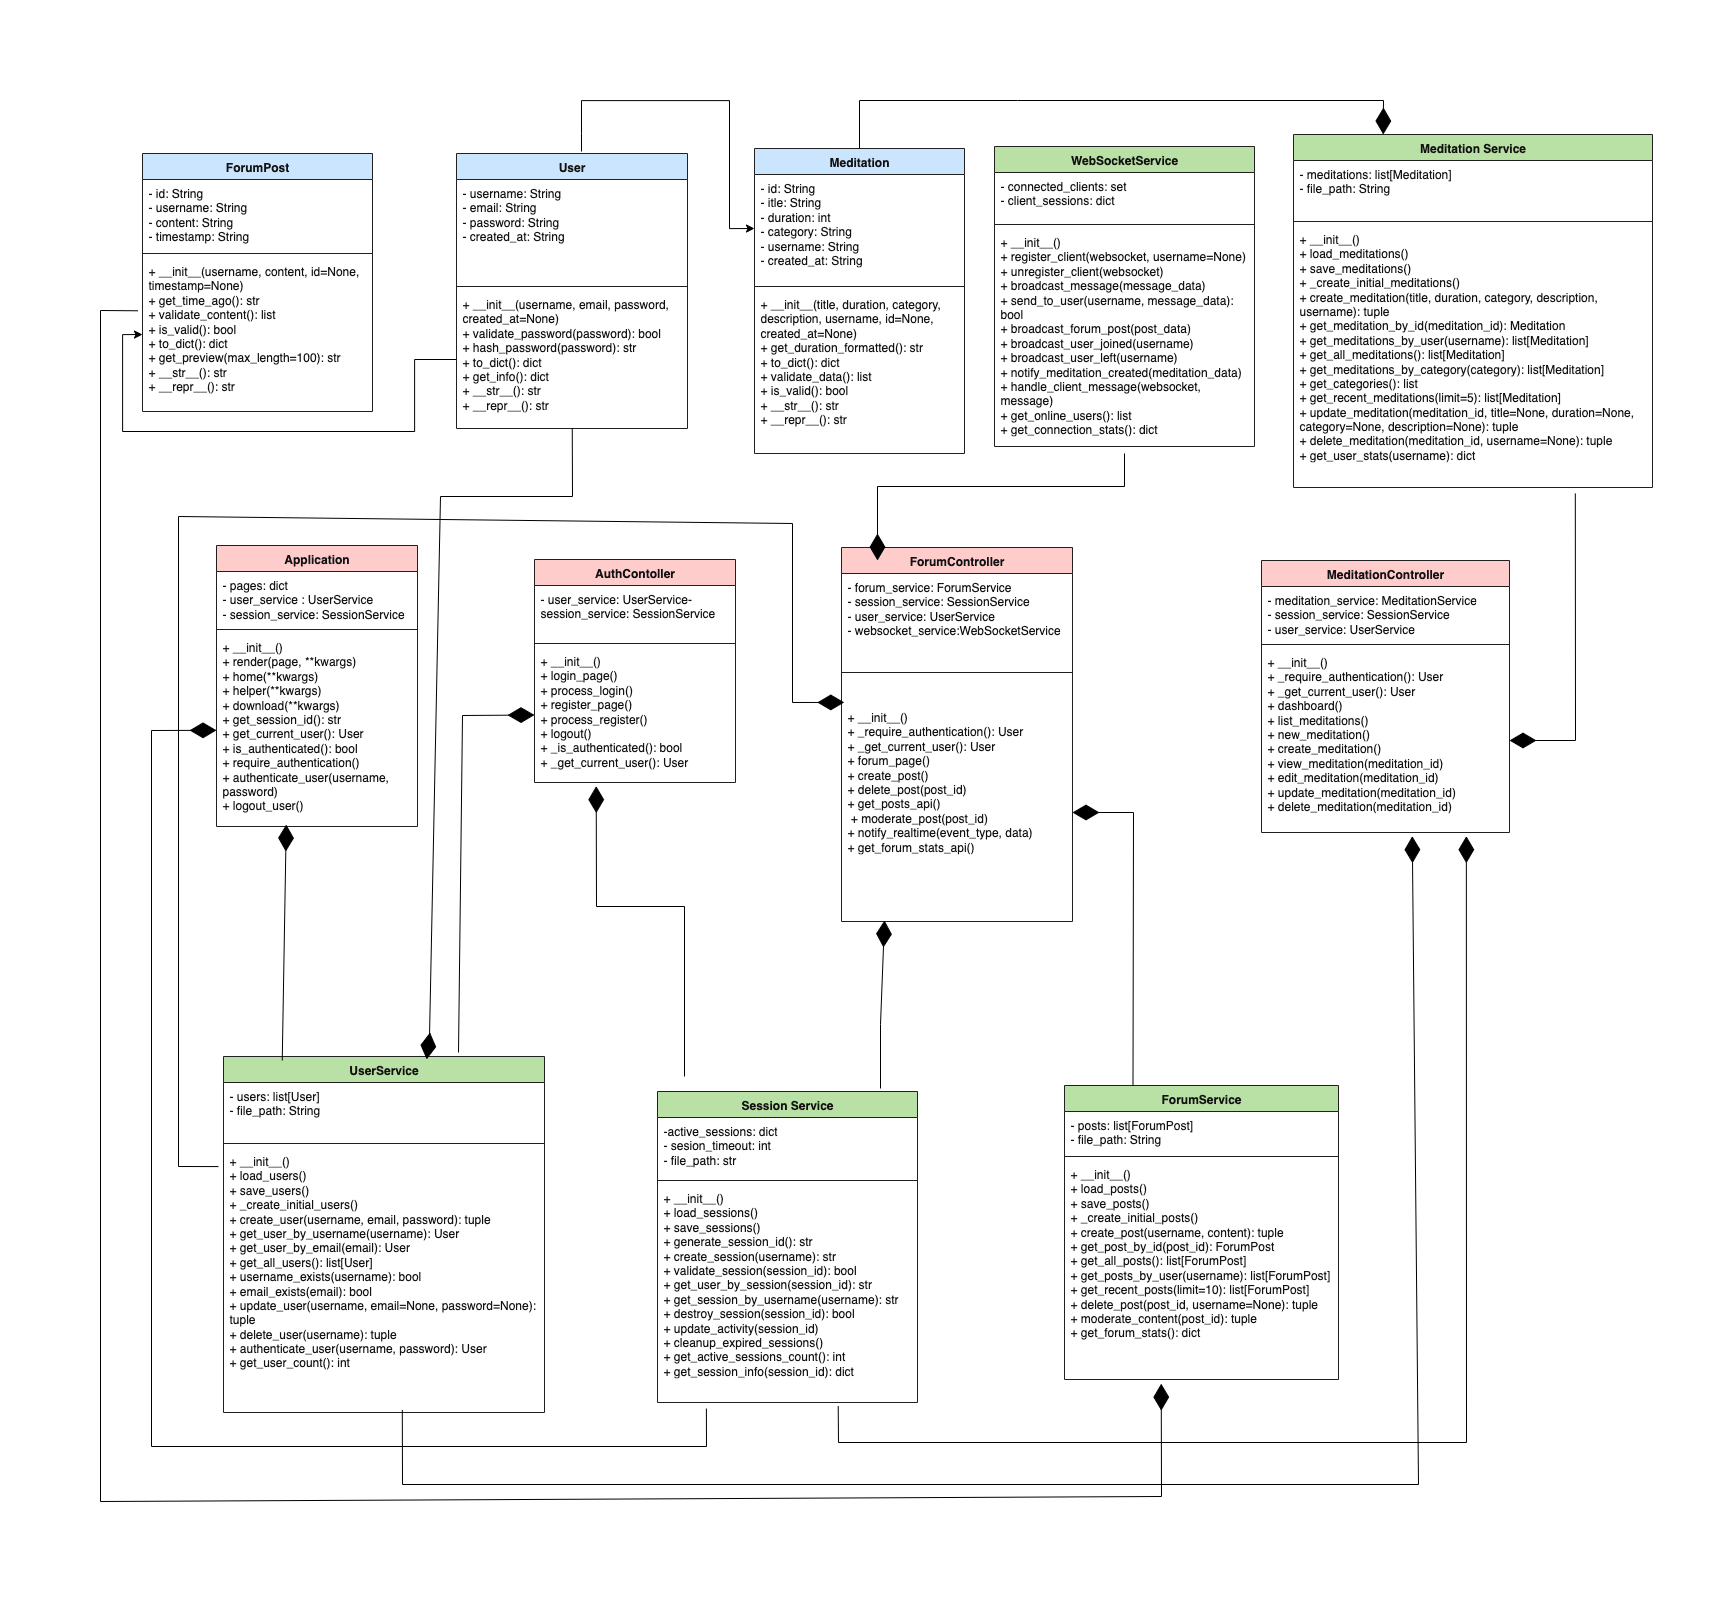 ForumPost
- id: String
- username: String
- content: String
- timestamp: String
+ __init__(username, content, id=None,
timestamp=None)
+ get_time_ago(): str
+ validate_content(): list
+ is_valid(): bool
+ to_dict(): dict
+ get_preview(max_length=100): str
+ __str__(): str
+ __repr__(): str
User
- username: String
- email: String
- password: String
- created_at: String
+ __init__(username, email, password,
created_at=None)
+ validate_password(password): bool
+ hash_password(password): str
+ to_dict(): dict
+ get_info(): dict
+ __str__(): str
+ __repr__(): str
Meditation
- id: String
- itle: String
- duration: int
- category: String
- username: String
- created_at: String
+ __init__(title, duration, category,
description, username, id=None,
created_at=None)
+ get_duration_formatted(): str
+ to_dict(): dict
+ validate_data(): list
+ is_valid(): bool
+ __str__(): str
+ __repr__(): str
WebSocketService
- connected_clients: set
- client_sessions: dict
+ __init__()
+ register_client(websocket, username=None)
+ unregister_client(websocket)
+ broadcast_message(message_data)
+ send_to_user(username, message_data):
bool
+ broadcast_forum_post(post_data)
+ broadcast_user_joined(username)
+ broadcast_user_left(username)
+ notify_meditation_created(meditation_data)
+ handle_client_message(websocket,
message)
+ get_online_users(): list
+ get_connection_stats(): dict
Meditation Service
- meditations: list[Meditation]
- file_path: String
+ __init__()
+ load_meditations()
+ save_meditations()
+ _create_initial_meditations()
+ create_meditation(title, duration, category, description,
username): tuple
+ get_meditation_by_id(meditation_id): Meditation
+ get_meditations_by_user(username): list[Meditation]
+ get_all_meditations(): list[Meditation]
+ get_meditations_by_category(category): list[Meditation]
+ get_categories(): list
+ get_recent_meditations(limit=5): list[Meditation]
+ update_meditation(meditation_id, title=None, duration=None,
category=None, description=None): tuple
+ delete_meditation(meditation_id, username=None): tuple
+ get_user_stats(username): dict
Application
- pages: dict
- user_service : UserService
- session_service: SessionService
+ __init__()
+ render(page, **kwargs)
+ home(**kwargs)
+ helper(**kwargs)
+ download(**kwargs)
+ get_session_id(): str
+ get_current_user(): User
+ is_authenticated(): bool
+ require_authentication()
+ authenticate_user(username,
password)
+ logout_user()
AuthContoller
- user_service: UserService-
session_service: SessionService
+ __init__()
+ login_page()
+ process_login()
+ register_page()
+ process_register()
+ logout()
+ _is_authenticated(): bool
+ _get_current_user(): User
ForumController
- forum_service: ForumService
- session_service: SessionService
- user_service: UserService
- websocket_service:WebSocketService
+ __init__()
+ _require_authentication(): User
+ _get_current_user(): User
+ forum_page()
+ create_post()
+ delete_post(post_id)
+ get_posts_api()
+ moderate_post(post_id)
+ notify_realtime(event_type, data)
+ get_forum_stats_api()
MeditationController
- meditation_service: MeditationService
- session_service: SessionService
- user_service: UserService
+ __init__()
+ _require_authentication(): User
+ _get_current_user(): User
+ dashboard()
+ list_meditations()
+ new_meditation()
+ create_meditation()
+ view_meditation(meditation_id)
+ edit_meditation(meditation_id)
+ update_meditation(meditation_id)
+ delete_meditation(meditation_id)
UserService
- users: list[User]
- file_path: String
+ __init__()
+ load_users()
+ save_users()
+ _create_initial_users()
+ create_user(username, email, password): tuple
+ get_user_by_username(username): User
+ get_user_by_email(email): User
+ get_all_users(): list[User]
+ username_exists(username): bool
+ email_exists(email): bool
+ update_user(username, email=None, password=None):
tuple
+ delete_user(username): tuple
+ authenticate_user(username, password): User
+ get_user_count(): int
Session Service
-active_sessions: dict
- sesion_timeout: int
- file_path: str
+ __init__()
+ load_sessions()
+ save_sessions()
+ generate_session_id(): str
+ create_session(username): str
+ validate_session(session_id): bool
+ get_user_by_session(session_id): str
+ get_session_by_username(username): str
+ destroy_session(session_id): bool
+ update_activity(session_id)
+ cleanup_expired_sessions()
+ get_active_sessions_count(): int
+ get_session_info(session_id): dict
ForumService
- posts: list[ForumPost]
- file_path: String
+ __init__()
+ load_posts()
+ save_posts()
+ _create_initial_posts()
+ create_post(username, content): tuple
+ get_post_by_id(post_id): ForumPost
+ get_all_posts(): list[ForumPost]
+ get_posts_by_user(username): list[ForumPost]
+ get_recent_posts(limit=10): list[ForumPost]
+ delete_post(post_id, username=None): tuple
+ moderate_content(post_id): tuple
+ get_forum_stats(): dict